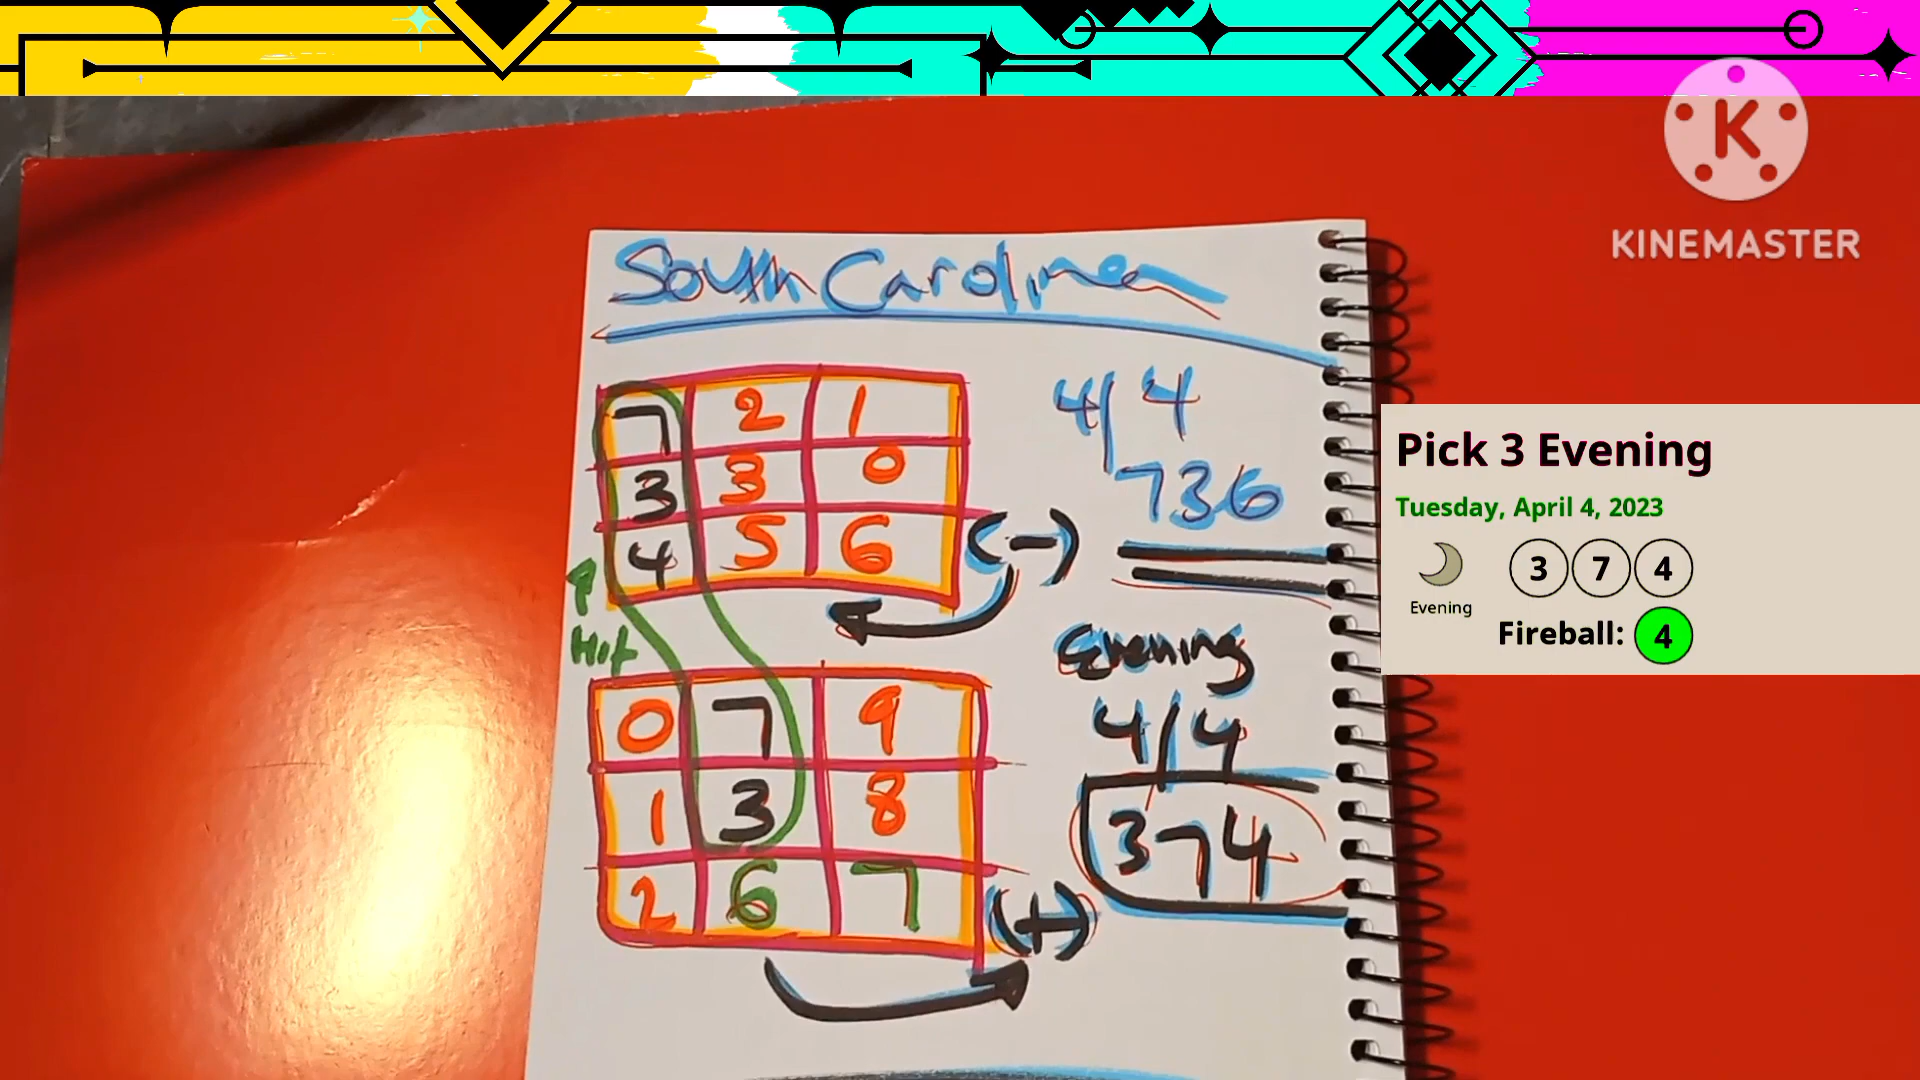 K
KINEMASTER
South Carolinea
7 2 1
3 3 0
4 5 6
(-)
Hit
0 7 9
1 3 8
2 6 7
(+)
4/4
736
Evening
4/4
374
Pick 3 Evening
Tuesday, April 4, 2023
3 7 4
Evening
Fireball: 4